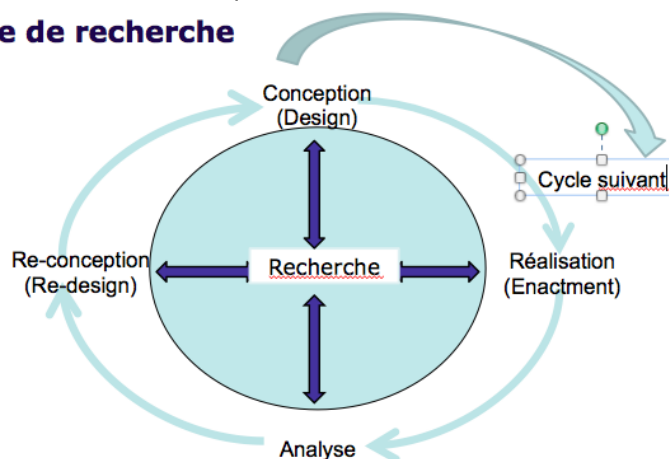 e de recherche
Conception
(Design)
Cycle suivant
Re-conception
(Re-design)
Recherche
Réalisation
(Enactment)
Analyse